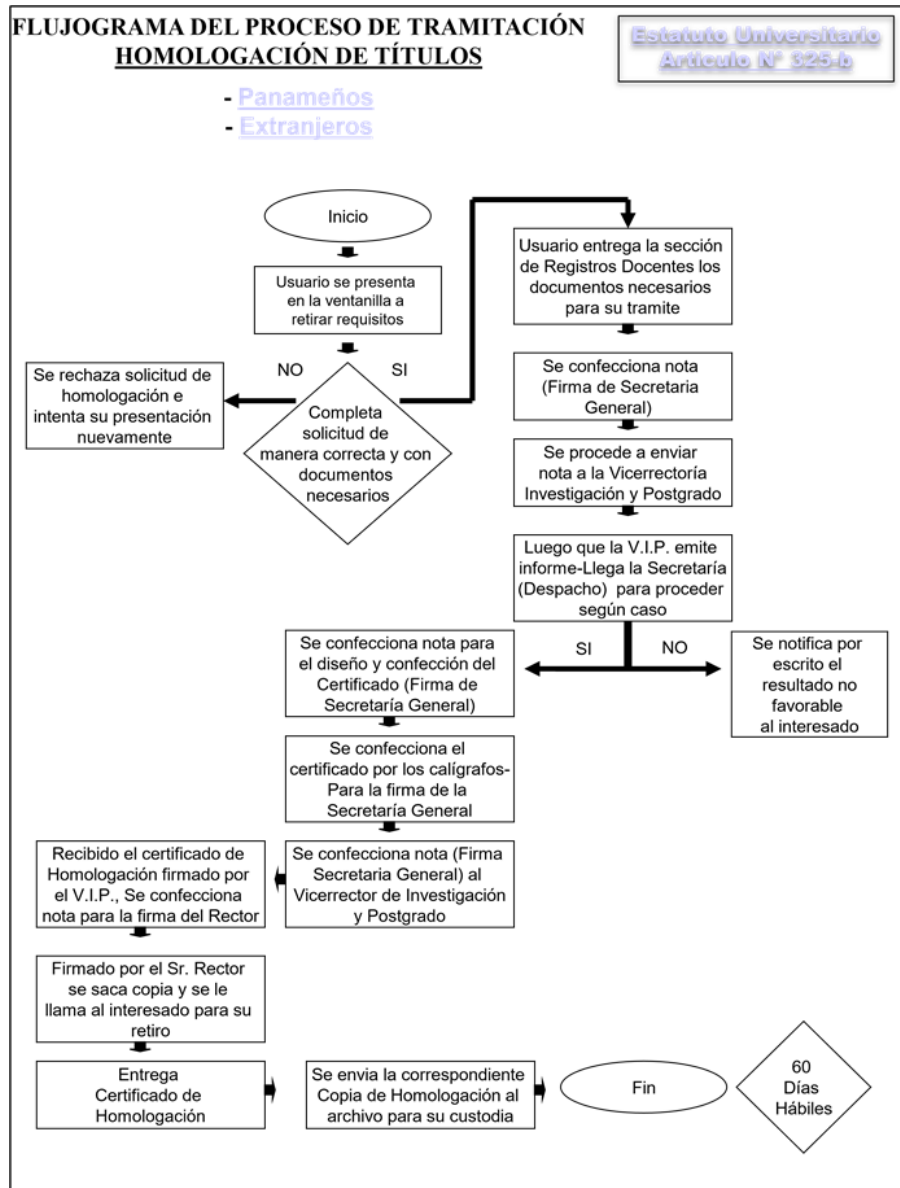 FLUJOGRAMA DEL PROCESO DE TRAMITACIÓN
HOMOLOGACIÓN DE TÍTULOS
Estatuto Universitario
Articulo N° 325-b
- Panameños
- Extranjeros
Inicio
Usuario se presenta
en la ventanilla a
retirar requisitos
NO
SI
Completa
solicitud de
manera correcta y con
documentos
necesarios
Se rechaza solicitud de
homologación e
intenta su presentación
nuevamente
Usuario entrega la sección
de Registros Docentes los
documentos necesarios
para su tramite
Se confecciona nota
(Firma de Secretaria
General)
Se procede a enviar
nota a la Vicerrectoría
Investigación y Postgrado
Luego que la V.I.P. emite
informe-Llega la Secretaría
(Despacho) para proceder
según caso
SI
NO
Se notifica por
escrito el
resultado no
favorable
al interesado
Se confecciona nota para
el diseño y confección del
Certificado (Firma de
Secretaría General)
Se confecciona el
certificado por los calígrafos-
Para la firma de la
Secretaría General
Se confecciona nota (Firma
Secretaria General) al
Vicerrector de Investigación
y Postgrado
Recibido el certificado de
Homologación firmado por
el V.I.P., Se confecciona
nota para la firma del Rector
Firmado por el Sr. Rector
se saca copia y se le
llama al interesado para su
retiro
Entrega
Certificado de
Homologación
Se envia la correspondiente
Copia de Homologación al
archivo para su custodia
Fin
60
Días
Hábiles